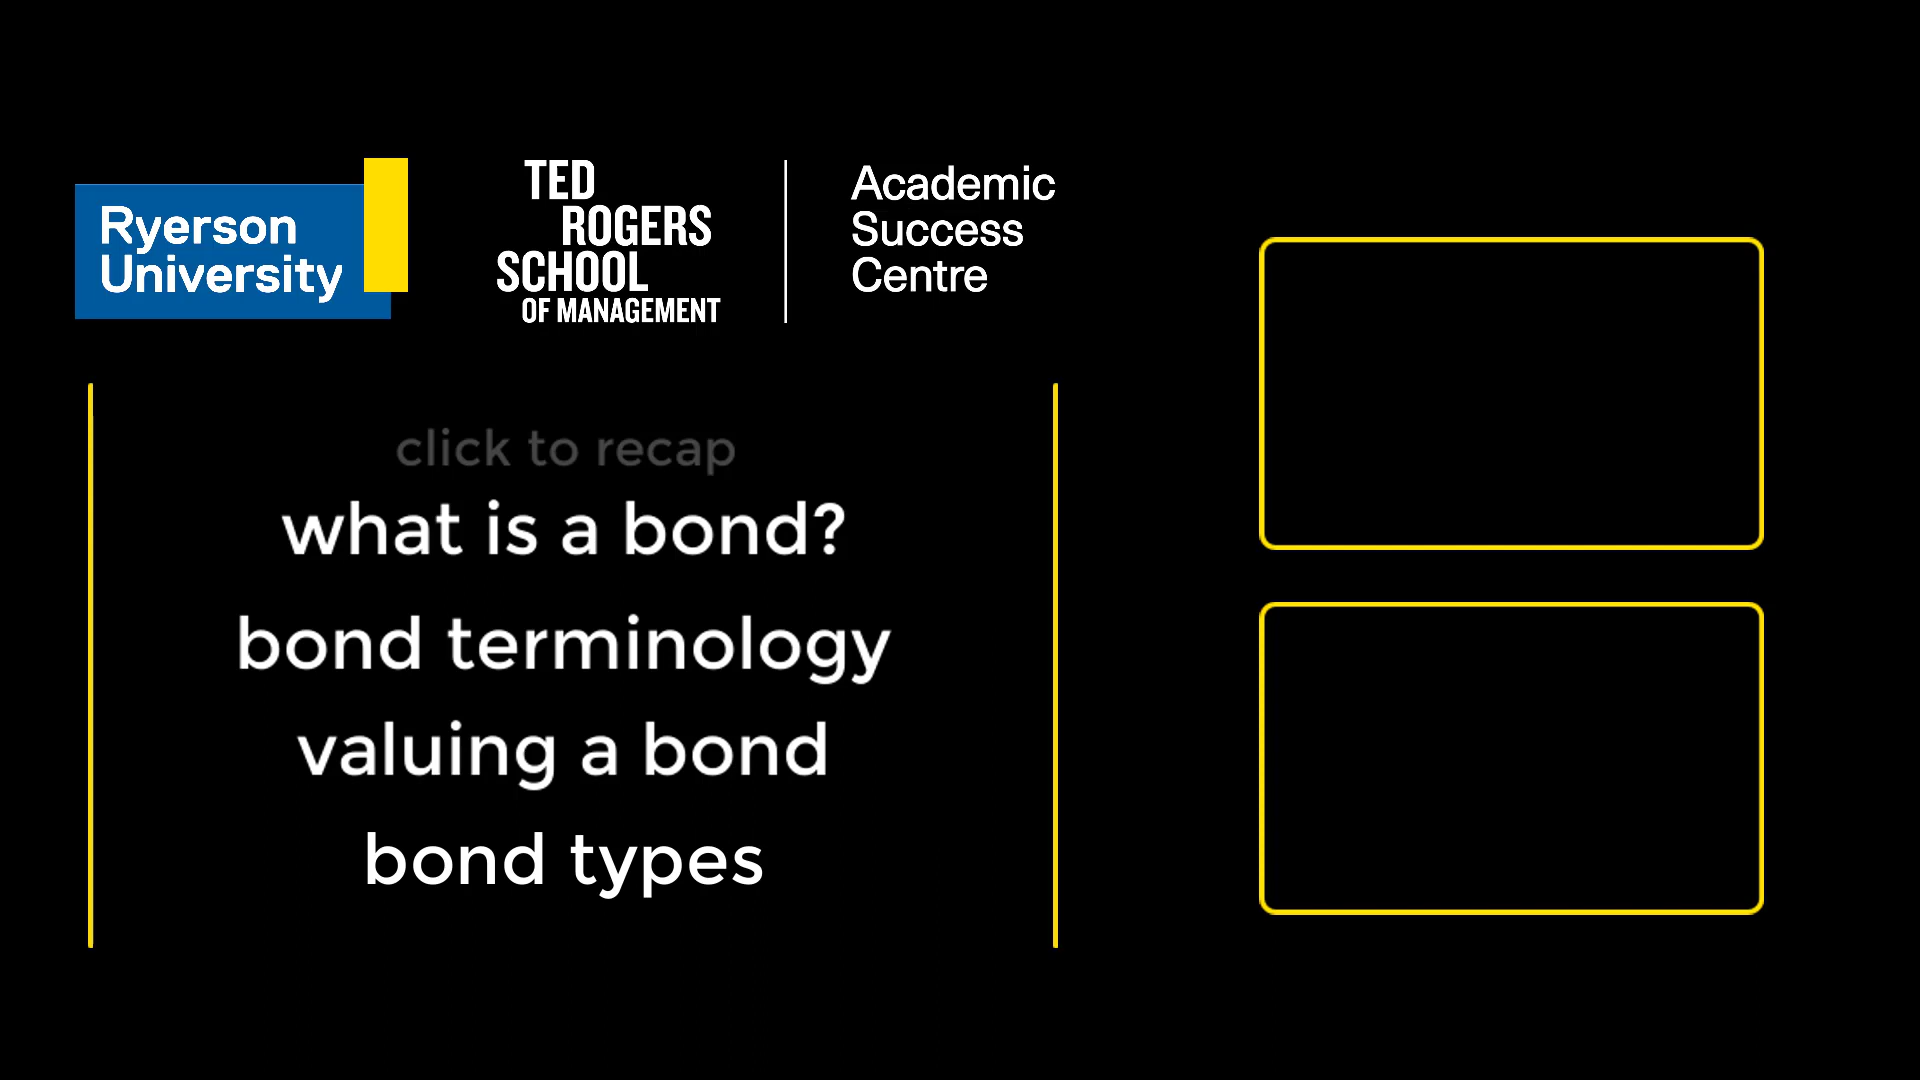 Ryerson
University
TED
ROGERS
SCHOOL
OF MANAGEMENT
Academic
Success
Centre
click to recap
what is a bond?
bond terminology
valuing a bond
bond types